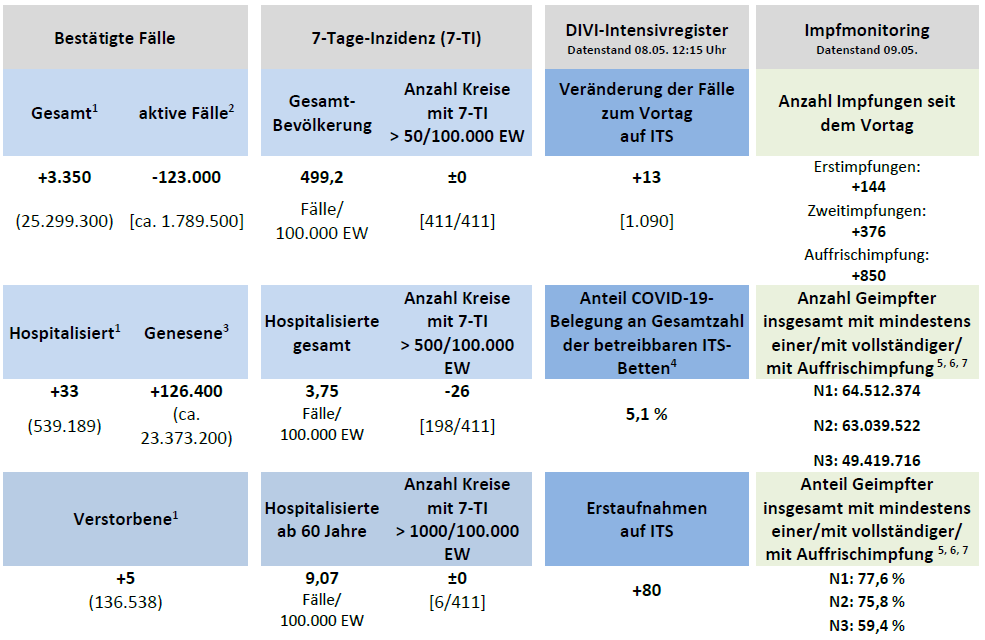 Bestätigte Fälle
7-Tage-Inzidenz (7-TI)
DIVI-Intensivregister
Datenstand 08.05. 12:15 Uhr
Impfmonitoring
Datenstand 09.05.
Gesamt¹
aktive Fälle²
Gesamt-
Bevölkerung
Anzahl Kreise
mit 7-TI
> 50/100.000 EW
Veränderung der Fälle
zum Vortag
auf ITS
Anzahl Impfungen seit
dem Vortag
+3.350
(25.299.300)
-123.000
[ca. 1.789.500]
499,2
Fälle/
100.000 EW
±0
[411/411]
+13
[1.090]
Erstimpfungen:
+144
Zweitimpfungen:
+376
Auffrischimpfung:
+850
Hospitalisiert¹
Genesene³
Hospitalisierte
gesamt
Anzahl Kreise
mit 7-TI
> 500/100.000
EW
Anteil COVID-19-
Belegung an Gesamtzahl
der betreibbaren ITS-
Betten⁴
Anzahl Geimpfter
insgesamt mit mindestens
einer/mit vollständiger/
mit Auffrischimpfung ⁵, ⁶, ⁷
+33
(539.189)
+126.400
(ca.
23.373.200)
3,75
Fälle/
100.000 EW
-26
[198/411]
5,1 %
N1: 64.512.374
N2: 63.039.522
N3: 49.419.716
Verstorbene¹
Hospitalisierte
ab 60 Jahre
Anzahl Kreise
mit 7-TI
> 1000/100.000
EW
Erstaufnahmen
auf ITS
Anteil Geimpfter
insgesamt mit mindestens
einer/mit vollständiger/
mit Auffrischimpfung ⁵, ⁶, ⁷
+5
(136.538)
9,07
Fälle/
100.000 EW
±0
[6/411]
+80
N1: 77,6 %
N2: 75,8 %
N3: 59,4 %